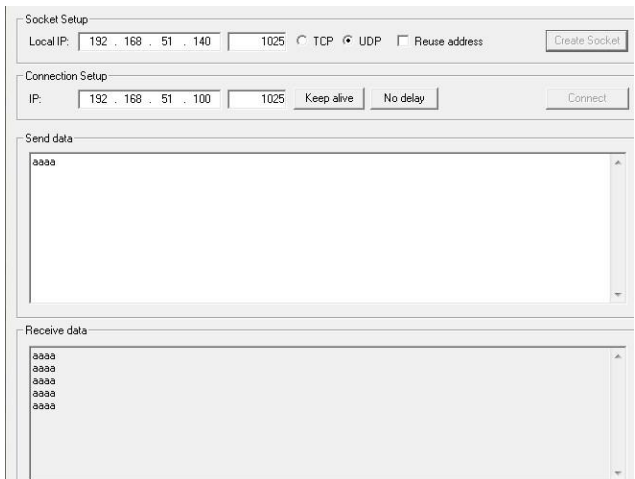 Socket Setup
Local IP: 192 . 168 . 51 . 140 1025 TCP UDP Reuse address Create Socket
Connection Setup
IP: 192 . 168 . 51 . 100 1025 Keep alive No delay Connect
Send data
aaaa
Receive data
aaaa
aaaa
aaaa
aaaa
aaaa